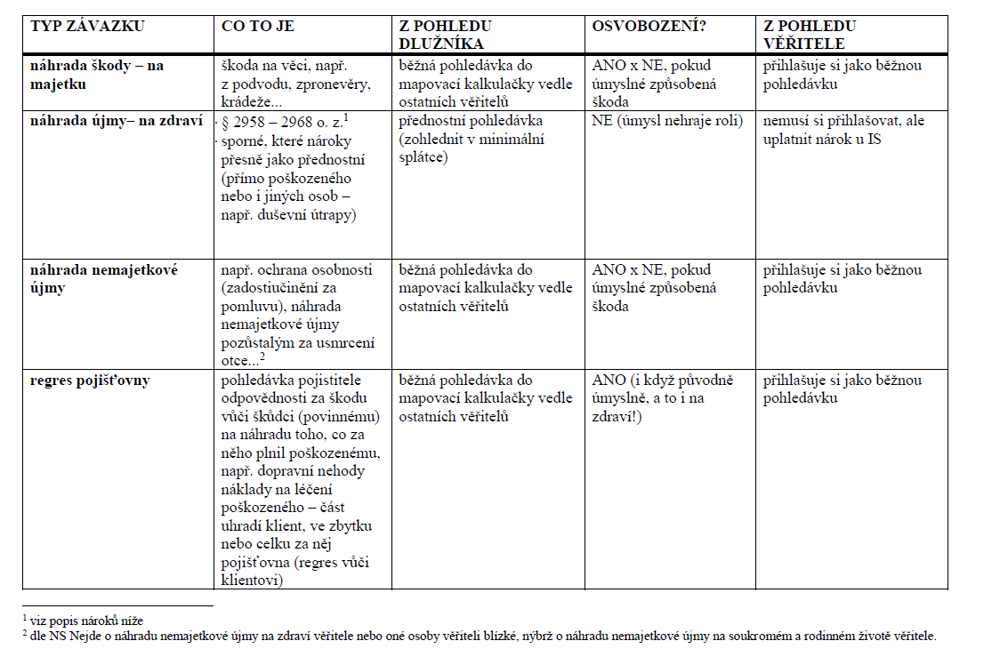 TYP ZÁVAZKU
CO TO JE
Z POHLEDU
DLUŽNÍKA
OSVOBOZENÍ?
Z POHLEDU
VĚŘITELE
náhrada škody – na
majetku
škoda na věci, např.
z podvodu, zpronevěry,
krádeže...
běžná pohledávka do
mapovací kalkulačky vedle
ostatních věřitelů
ANO x NE, pokud
úmyslné způsobená
škoda
přihlašuje si jako běžnou
pohledávku
náhrada újmy– na zdraví
· § 2958 – 2968 o. z.1
· sporné, které nároky
přesně jako přednostní
(přímo poškozeného
nebo i jiných osob –
např. duševní útrapy)
přednostní pohledávka
(zohlednit v minimální
splátce)
NE (úmysl nehraje roli)
nemusí si přihlašovat, ale
uplatnit nárok u IS
náhrada nemajetkové
újmy
např. ochrana osobnosti
(zadostiučinění za
pomluvu), náhrada
nemajetkové újmy
pozůstalým za usmrcení
otce...2
běžná pohledávka do
mapovací kalkulačky vedle
ostatních věřitelů
ANO x NE, pokud
úmyslné způsobená
škoda
přihlašuje si jako běžnou
pohledávku
regres pojišťovny
pohledávka pojistitele
odpovědnosti za škodu
vůči škůdci (povinnému)
na náhradu toho, co za
něho plnil poškozenému,
např. dopravní nehody
náklady na léčení
poškozeného – část
uhradí klient, ve zbytku
nebo celku za něj
pojišťovna (regres vůči
klientovi)
běžná pohledávka do
mapovací kalkulačky vedle
ostatních věřitelů
ANO (i když původně
úmyslně, a to i na
zdraví!)
přihlašuje si jako běžnou
pohledávku
1 viz popis nároků níže
2 dle NS Nejde o náhradu nemajetkové újmy na zdraví věřitele nebo oné osoby věřiteli blízké, nýbrž o náhradu nemajetkové újmy na soukromém a rodinném životě věřitele.